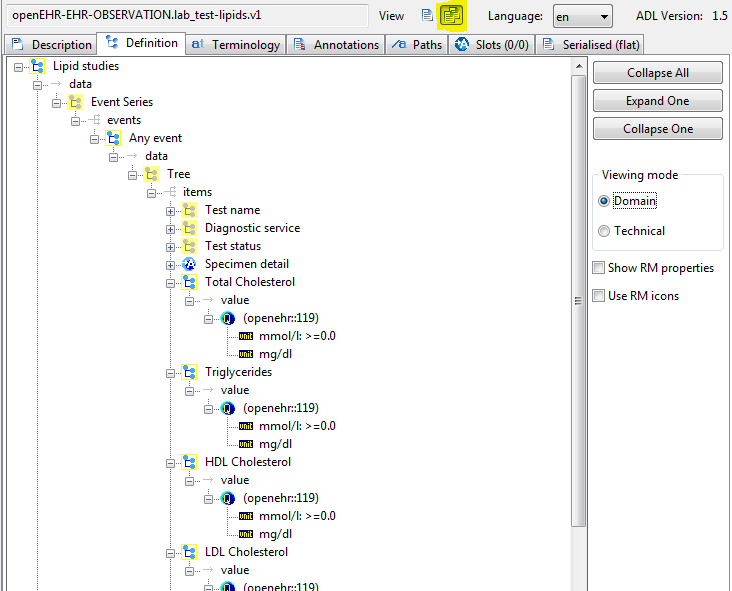 openEHR-EHR-OBSERVATION.lab_test-lipids.v1 View Language: en ADL Version: 1.5
Description Definition Terminology Annotations Paths Slots (0/0) Serialised (flat)
Lipid studies
data
Event Series
events
Any event
data
Tree
items
Test name
Diagnostic service
Test status
Specimen detail
Total Cholesterol
value
(openehr::119)
mmol/l: >=0.0
mg/dl
Triglycerides
value
(openehr::119)
mmol/l: >=0.0
mg/dl
HDL Cholesterol
value
(openehr::119)
mmol/l: >=0.0
mg/dl
LDL Cholesterol
value
(openehr::119)
Collapse All
Expand One
Collapse One
Viewing mode
Domain
Technical
Show RM properties
Use RM icons